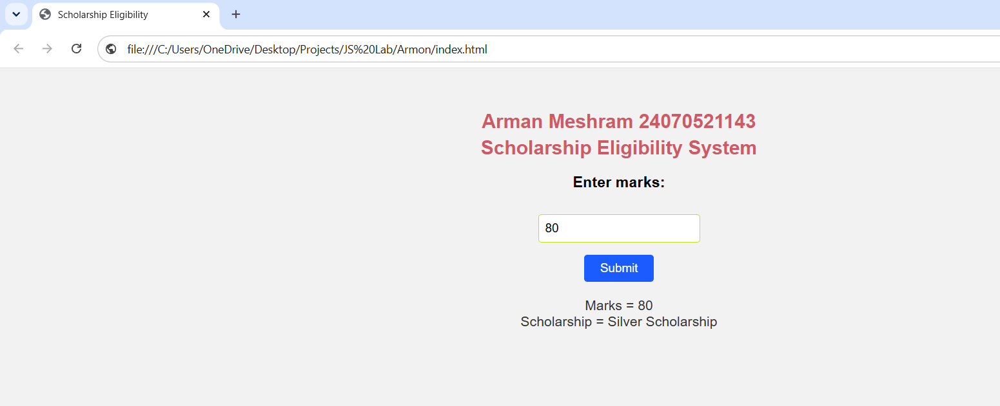 Scholarship Eligibility
file:///C:/Users/OneDrive/Desktop/Projects/JS%20Lab/Armon/index.html
Arman Meshram 24070521143
Scholarship Eligibility System
Enter marks:
80
Submit
Marks = 80
Scholarship = Silver Scholarship